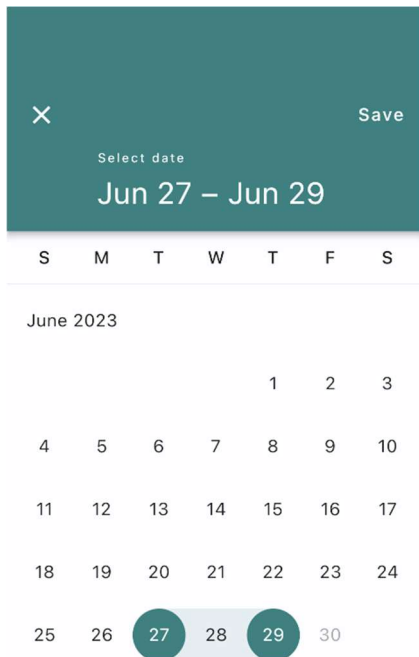 Save
Select date
Jun 27 – Jun 29
S M T W T F S
June 2023
1 2 3
4 5 6 7 8 9 10
11 12 13 14 15 16 17
18 19 20 21 22 23 24
25 26 27 28 29 30